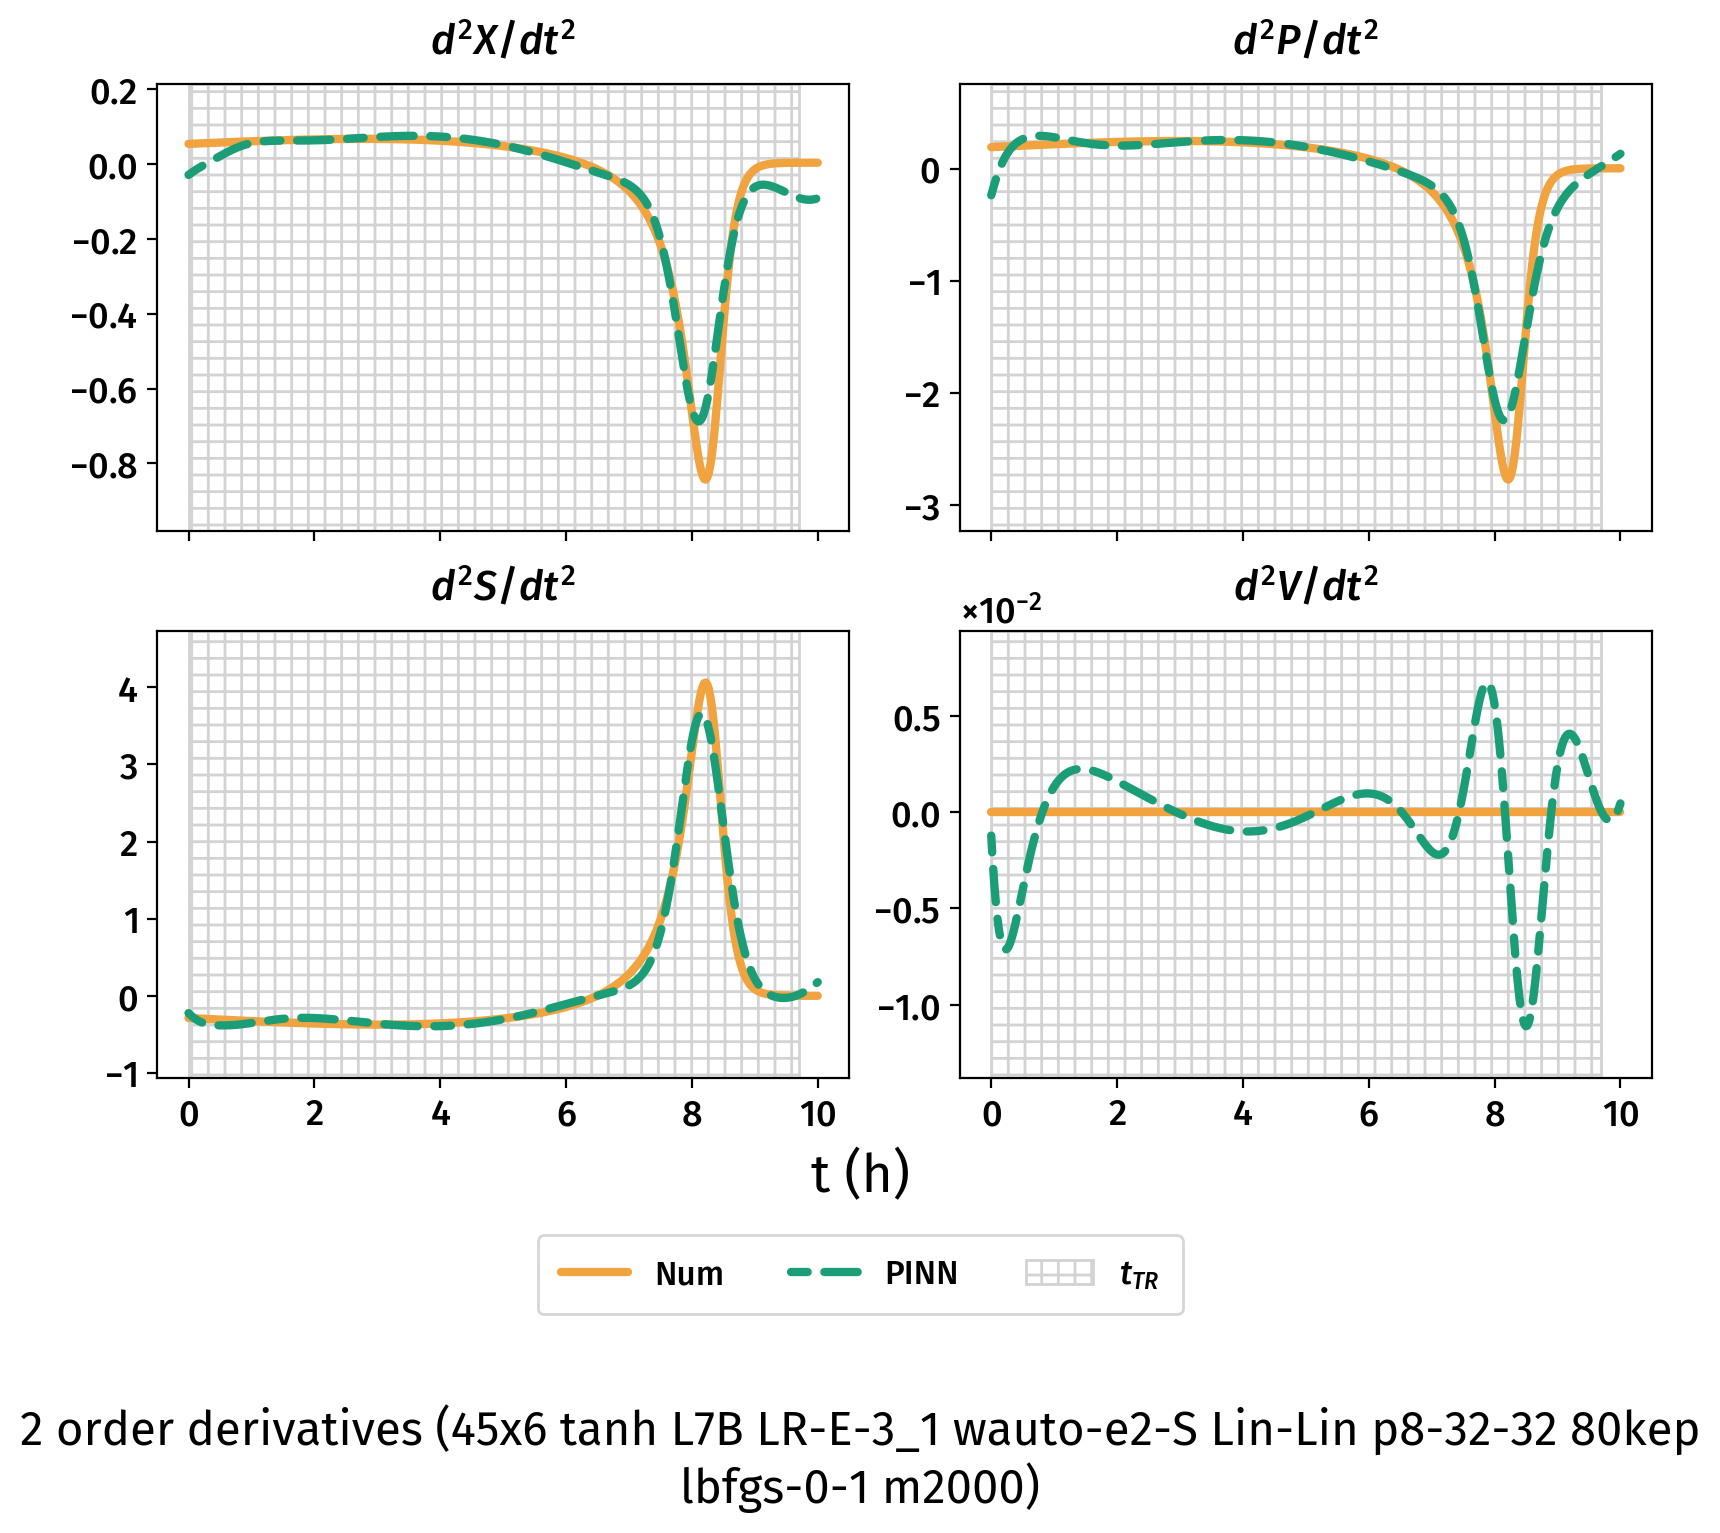 d²X/dt²
d²P/dt²
0.2
0.0
−0.2
−0.4
−0.6
−0.8
0
−1
−2
−3
d²S/dt²
d²V/dt²
×10⁻²
4
3
2
1
0
−1
0.5
0.0
−0.5
−1.0
0 2 4 6 8 10
0 2 4 6 8 10
t (h)
Num PINN t_TR
2 order derivatives (45x6 tanh L7B LR-E-3_1 wauto-e2-S Lin-Lin p8-32-32 80kep
lbfgs-0-1 m2000)